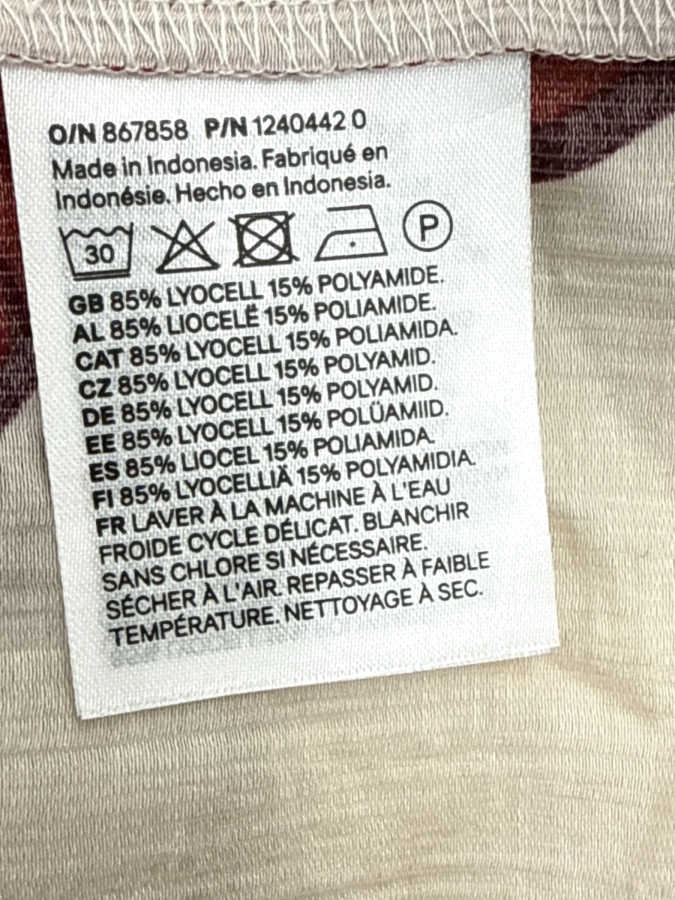 O/N 867858 P/N 1240442 0
Made in Indonesia. Fabriqué en
Indonésie. Hecho en Indonesia.
30 P
GB 85% LYOCELL 15% POLYAMIDE.
AL 85% LIOCELË 15% POLIAMIDE.
CAT 85% LYOCELL 15% POLIAMIDA.
CZ 85% LYOCELL 15% POLYAMID.
DE 85% LYOCELL 15% POLYAMID.
EE 85% LYOCELL 15% POLÜAMIID.
ES 85% LIOCEL 15% POLIAMIDA.
FI 85% LYOCELLIÄ 15% POLYAMIDIA.
FR LAVER À LA MACHINE À L'EAU
FROIDE CYCLE DÉLICAT. BLANCHIR
SANS CHLORE SI NÉCESSAIRE.
SÉCHER À L'AIR. REPASSER À FAIBLE
TEMPÉRATURE. NETTOYAGE À SEC.